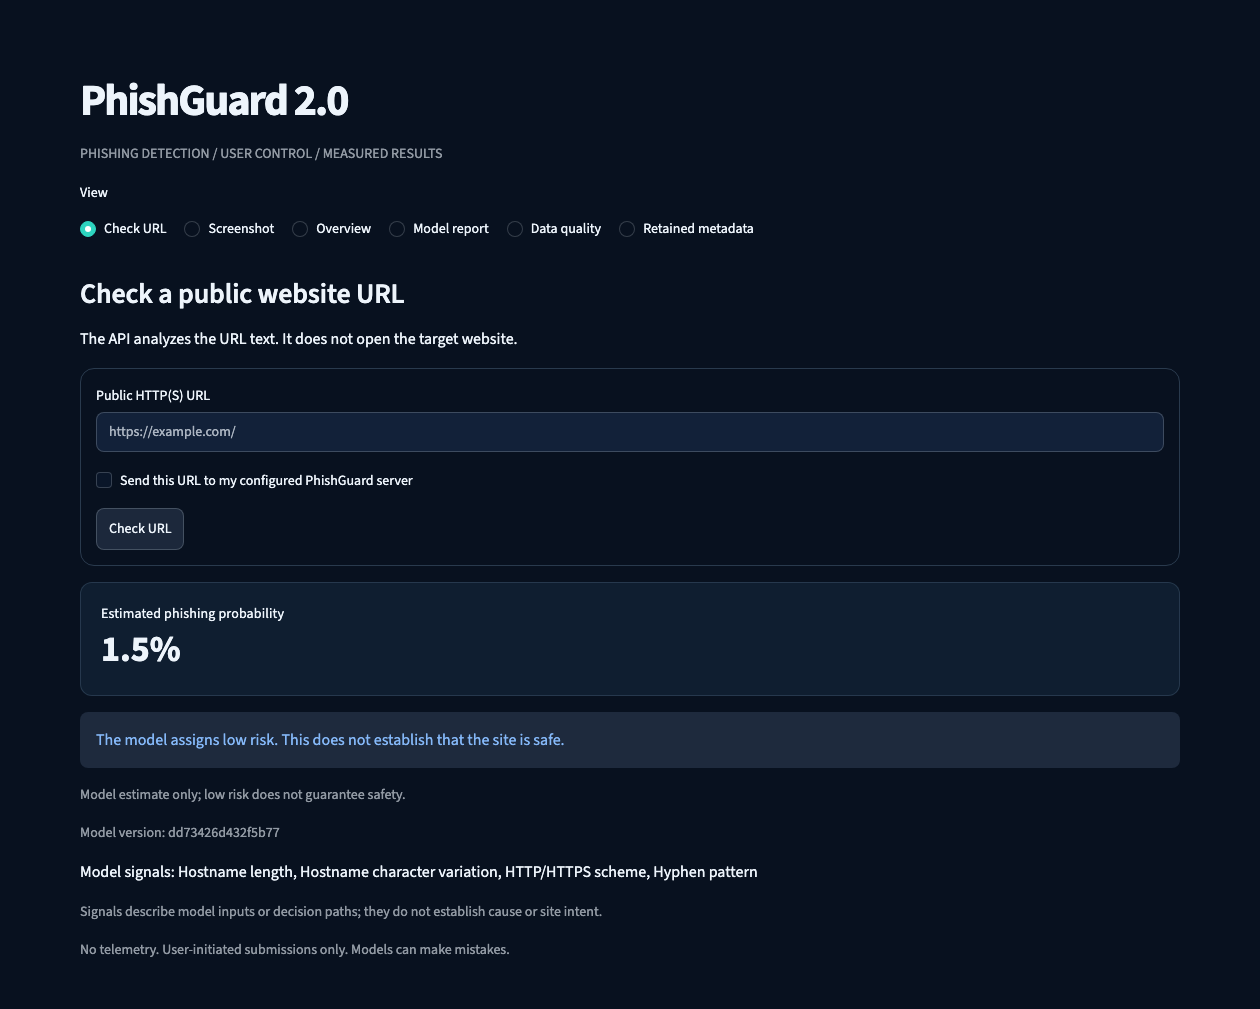 PhishGuard 2.0
PHISHING DETECTION / USER CONTROL / MEASURED RESULTS
View
Check URL Screenshot Overview Model report Data quality Retained metadata
Check a public website URL
The API analyzes the URL text. It does not open the target website.
Public HTTP(S) URL
https://example.com/
Send this URL to my configured PhishGuard server
Check URL
Estimated phishing probability
1.5%
The model assigns low risk. This does not establish that the site is safe.
Model estimate only; low risk does not guarantee safety.
Model version: dd73426d432f5b77
Model signals: Hostname length, Hostname character variation, HTTP/HTTPS scheme, Hyphen pattern
Signals describe model inputs or decision paths; they do not establish cause or site intent.
No telemetry. User-initiated submissions only. Models can make mistakes.